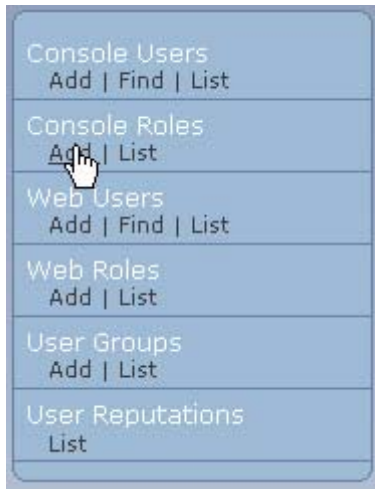 Console Users
Add | Find | List
Console Roles
Add | List
Web Users
Add | Find | List
Web Roles
Add | List
User Groups
Add | List
User Reputations
List